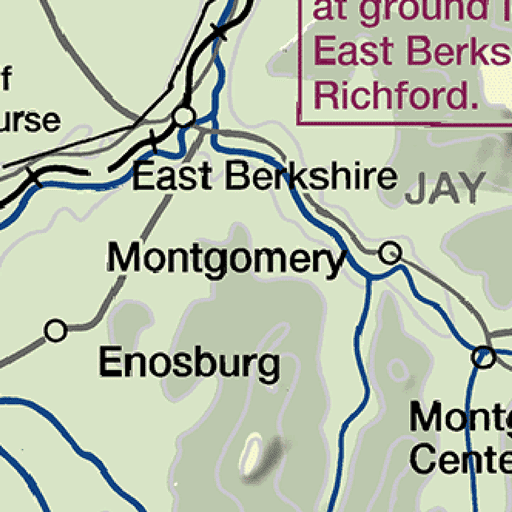 at ground
East Berks
Richford.
f
urse
East Berkshire
JAY
Montgomery
Enosburg
Montg
Cente